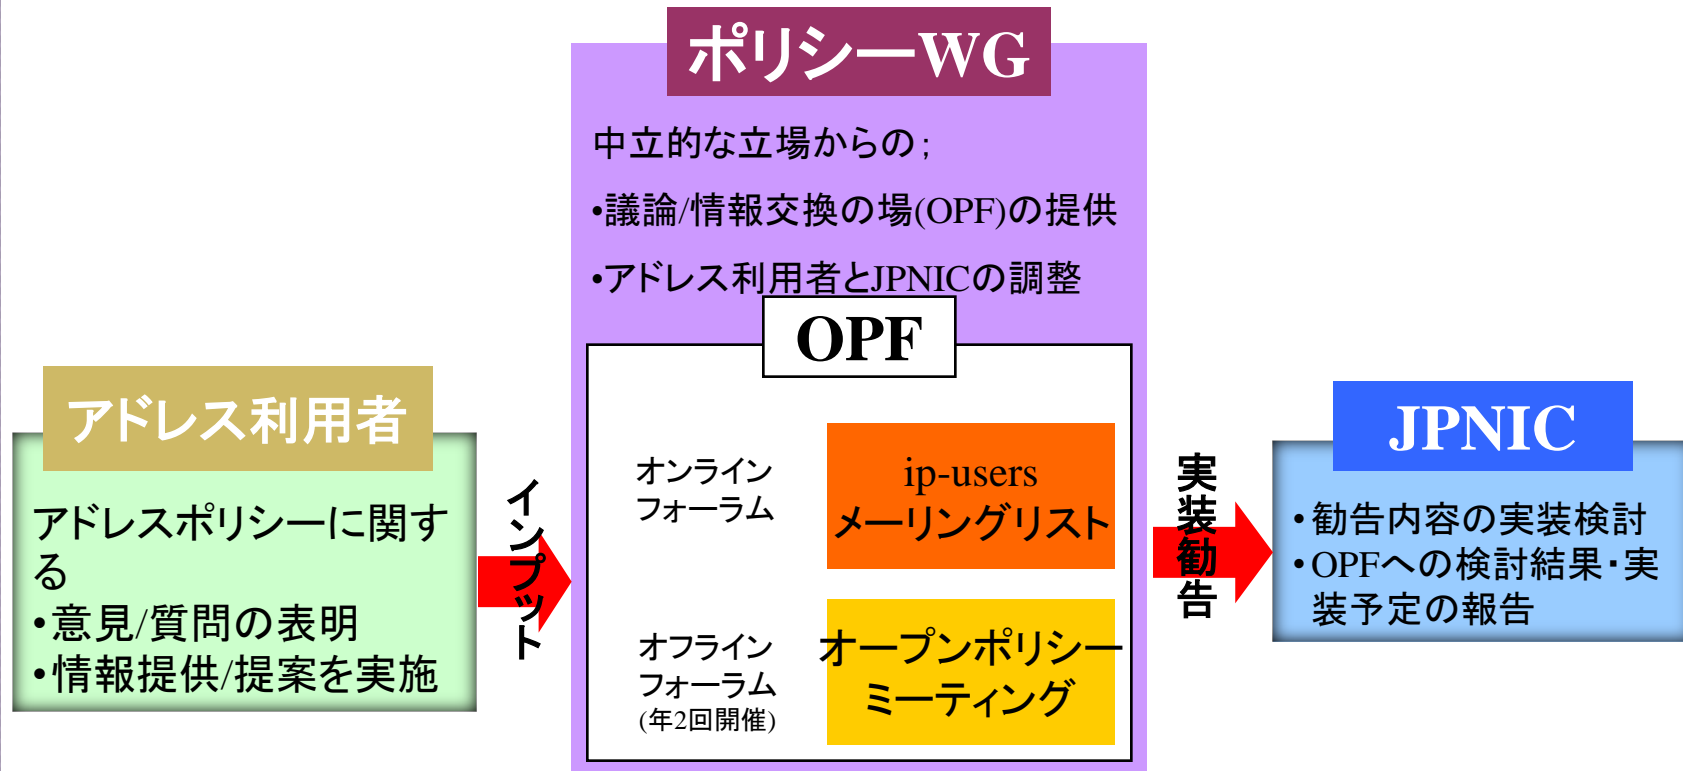 ポリシーWG
中立的な立場からの;
•議論/情報交換の場(OPF)の提供
•アドレス利用者とJPNICの調整
OPF
オンライン
フォーラム
ip-users
メーリングリスト
オフライン
フォーラム
(年2回開催)
オープンポリシー
ミーティング
アドレス利用者
アドレスポリシーに関す
る
•意見/質問の表明
•情報提供/提案を実施
インプット
実装勧告
JPNIC
•勧告内容の実装検討
•OPFへの検討結果・実
装予定の報告